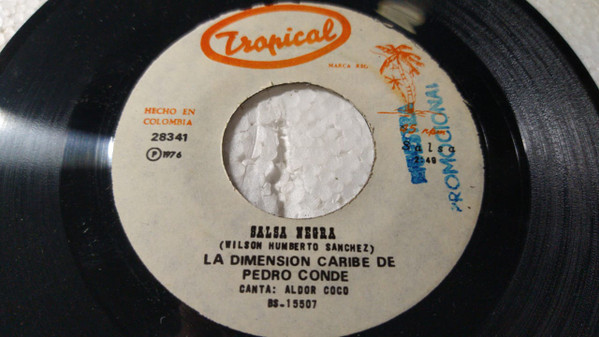 Tropical
MARCA REG.
HECHO EN
COLOMBIA
28341
Ⓟ1976
Salsa
PROMOCIONAL
SALSA NEGRA
(WILSON HUMBERTO SANCHEZ)
LA DIMENSION CARIBE DE
PEDRO CONDE
CANTA: ALDOR COCO
BS-15507